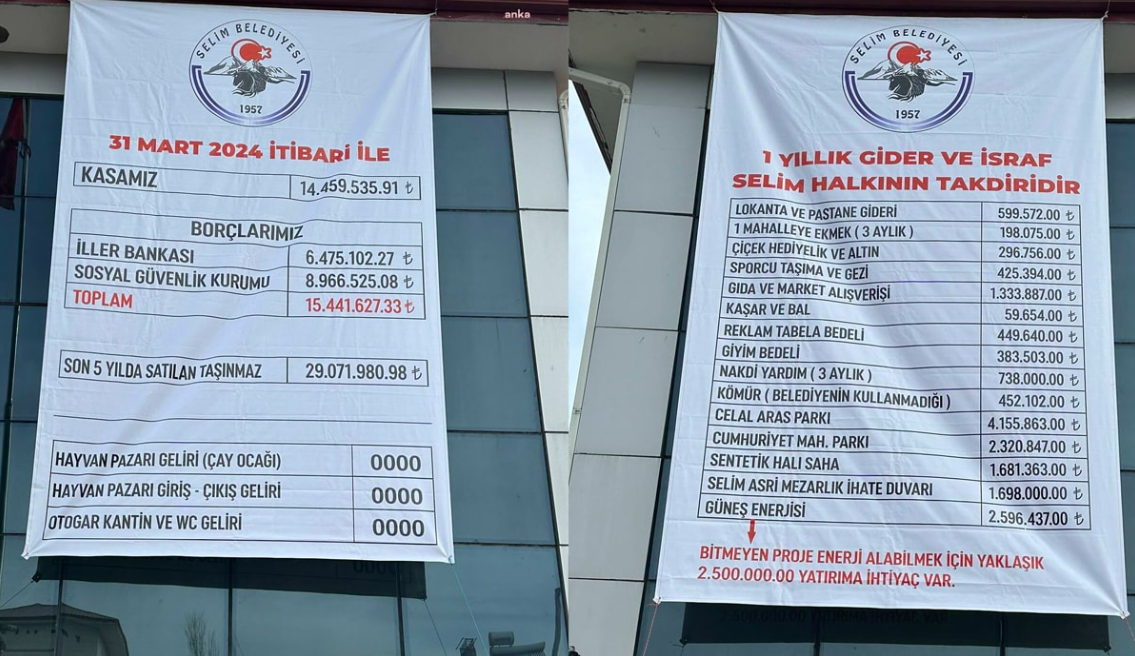 anka
SELİM BELEDİYESİ
1957
31 MART 2024 İTİBARİ İLE
KASAMIZ 14.459.535.91 ₺
BORÇLARIMIZ
İLLER BANKASI 6.475.102.27 ₺
SOSYAL GÜVENLİK KURUMU 8.966.525.08 ₺
TOPLAM 15.441.627.33 ₺
SON 5 YILDA SATILAN TAŞINMAZ 29.071.980.98 ₺
HAYVAN PAZARI GELİRİ (ÇAY OCAĞI) 0000
HAYVAN PAZARI GİRİŞ - ÇIKIŞ GELİRİ 0000
OTOGAR KANTİN VE WC GELİRİ 0000
SELİM BELEDİYESİ
1957
1 YILLIK GİDER VE İSRAF
SELİM HALKININ TAKDİRİDİR
LOKANTA VE PASTANE GİDERİ 599.572.00 ₺
1 MAHALLEYE EKMEK ( 3 AYLIK ) 198.075.00 ₺
ÇİÇEK HEDİYELİK VE ALTIN 296.756.00 ₺
SPORCU TAŞIMA VE GEZİ 425.394.00 ₺
GIDA VE MARKET ALIŞVERİŞİ 1.333.887.00 ₺
KAŞAR VE BAL 59.654.00 ₺
REKLAM TABELA BEDELİ 449.640.00 ₺
GİYİM BEDELİ 383.503.00 ₺
NAKDİ YARDIM ( 3 AYLIK ) 738.000.00 ₺
KÖMÜR ( BELEDİYENİN KULLANMADIĞI ) 452.102.00 ₺
CELAL ARAS PARKI 4.155.863.00 ₺
CUMHURİYET MAH. PARKI 2.320.847.00 ₺
SENTETİK HALI SAHA 1.681.363.00 ₺
SELİM ASRİ MEZARLIK İHATE DUVARI 1.698.000.00 ₺
GÜNEŞ ENERJİSİ 2.596.437.00 ₺
BİTMEYEN PROJE ENERJİ ALABİLMEK İÇİN YAKLAŞIK
2.500.000.00 YATIRIMA İHTİYAÇ VAR.